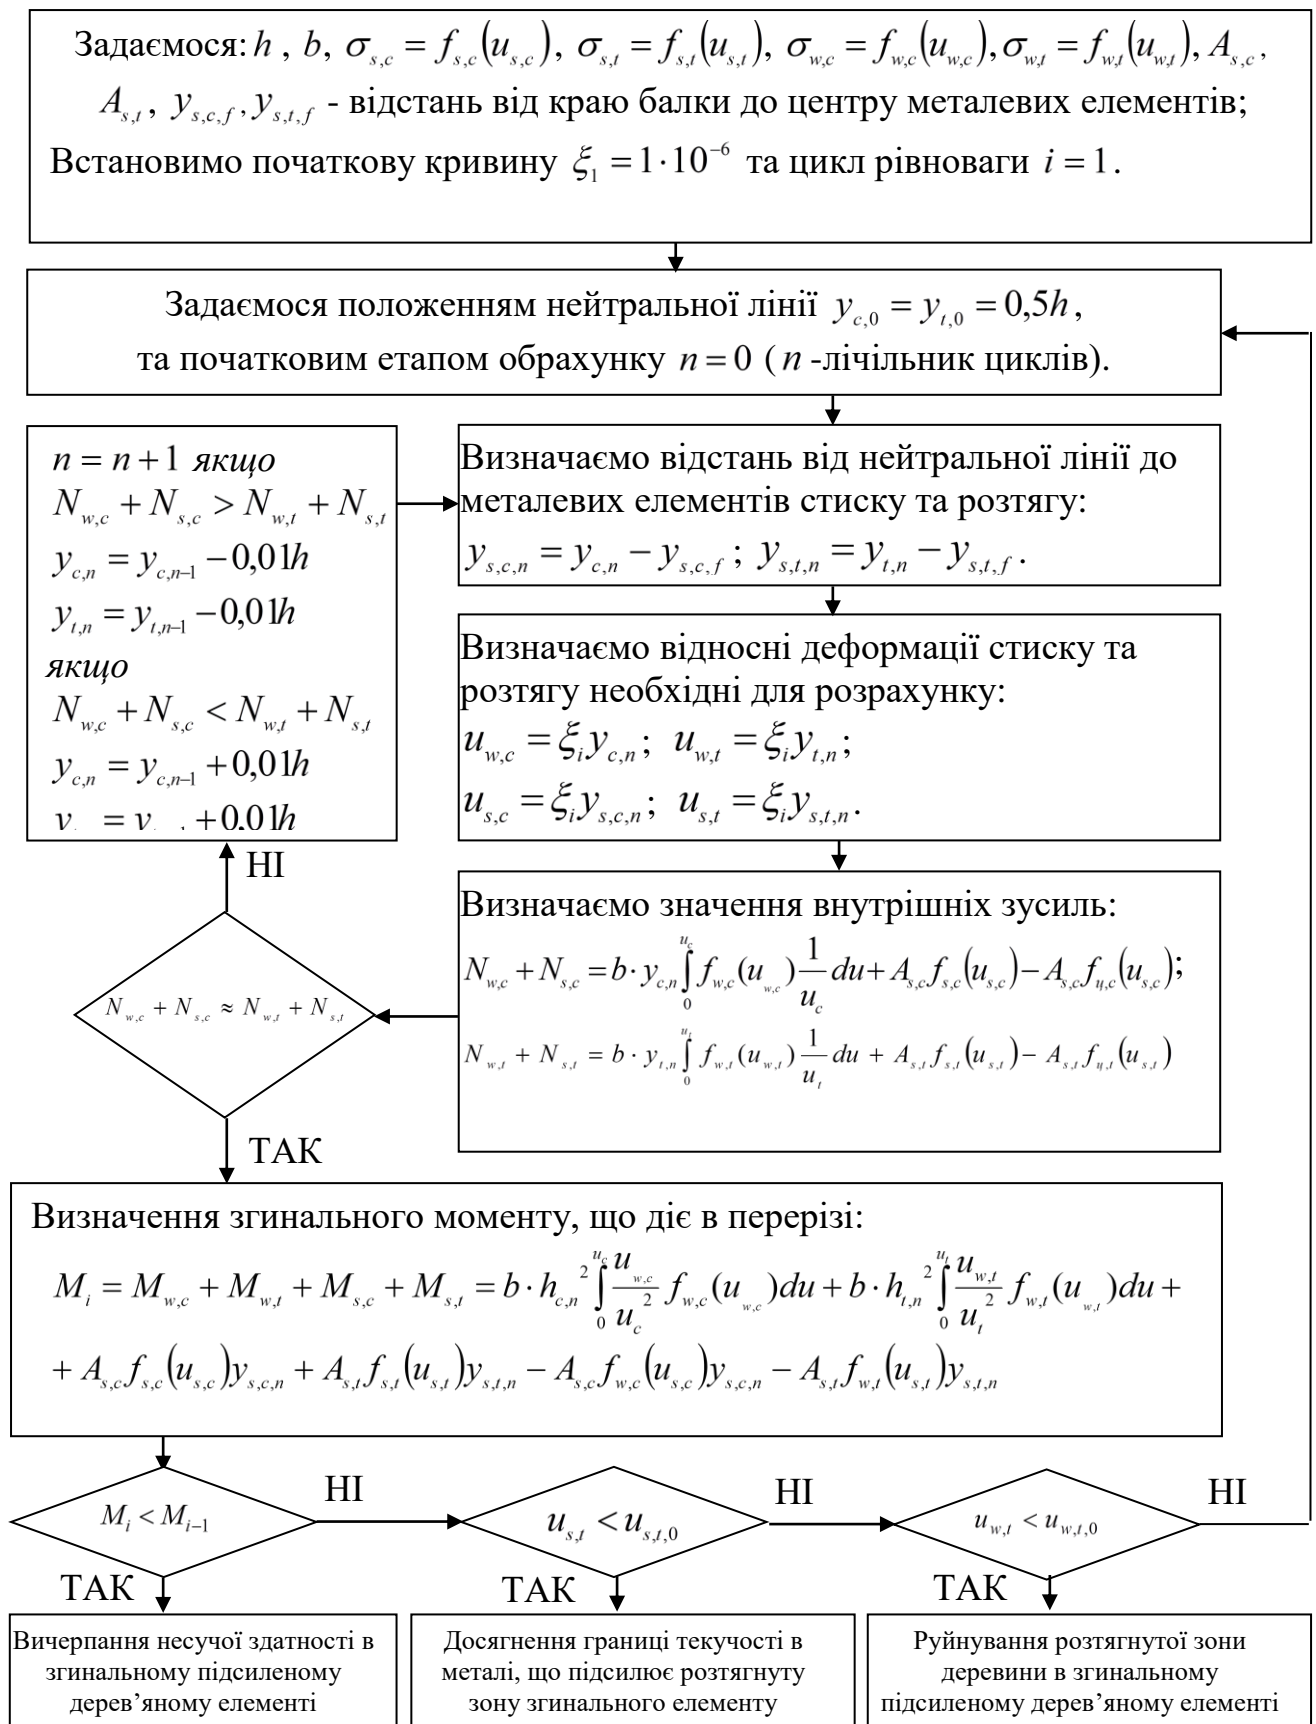 Задаємося: h , b, σ_{s,c} = f_{s,c}(u_{s,c}), σ_{s,t} = f_{s,t}(u_{s,t}), σ_{w,c} = f_{w,c}(u_{w,c}), σ_{w,t} = f_{w,t}(u_{w,t}), A_{s,c},
A_{s,t}, y_{s,c,f}, y_{s,t,f} - відстань від краю балки до центру металевих елементів;
Встановимо початкову кривину ξ_1 = 1·10^{-6} та цикл рівноваги i = 1.
Задаємося положенням нейтральної лінії y_{c,0} = y_{t,0} = 0,5h,
та початковим етапом обрахунку n = 0 ( n -лічільник циклів).
n = n + 1 якщо
N_{w,c} + N_{s,c} > N_{w,t} + N_{s,t}
y_{c,n} = y_{c,n-1} − 0,01h
y_{t,n} = y_{t,n-1} − 0,01h
якщо
N_{w,c} + N_{s,c} < N_{w,t} + N_{s,t}
y_{c,n} = y_{c,n-1} + 0,01h
= + 0,01h
Визначаємо відстань від нейтральної лінії до
металевих елементів стиску та розтягу:
y_{s,c,n} = y_{c,n} − y_{s,c,f} ; y_{s,t,n} = y_{t,n} − y_{s,t,f} .
Визначаємо відносні деформації стиску та
розтягу необхідні для розрахунку:
u_{w,c} = ξ_i y_{c,n} ; u_{w,t} = ξ_i y_{t,n} ;
u_{s,c} = ξ_i y_{s,c,n} ; u_{s,t} = ξ_i y_{s,t,n} .
НІ
Визначаємо значення внутрішніх зусиль:
N_{w,c} + N_{s,c} = b · y_{c,n} ∫_0^{u_c} f_{w,c}(u_{w,c}) \frac{1}{u_c} du + A_{s,c} f_{s,c}(u_{s,c}) − A_{s,c} f_{ц,c}(u_{s,c});
N_{w,t} + N_{s,t} = b · y_{t,n} ∫_0^{u_t} f_{w,t}(u_{w,t}) \frac{1}{u_t} du + A_{s,t} f_{s,t}(u_{s,t}) − A_{s,t} f_{ц,t}(u_{s,t})
N_{w,c} + N_{s,c} ≈ N_{w,t} + N_{s,t}
ТАК
Визначення згинального моменту, що діє в перерізі:
M_i = M_{w,c} + M_{w,t} + M_{s,c} + M_{s,t} = b · h_{c,n}^2 ∫_0^{u_c} \frac{u_{w,c}}{u_c^2} f_{w,c}(u_{w,c}) du + b · h_{t,n}^2 ∫_0^{u_t} \frac{u_{w,t}}{u_t^2} f_{w,t}(u_{w,t}) du +
+ A_{s,c} f_{s,c}(u_{s,c}) y_{s,c,n} + A_{s,t} f_{s,t}(u_{s,t}) y_{s,t,n} − A_{s,c} f_{w,c}(u_{s,c}) y_{s,c,n} − A_{s,t} f_{w,t}(u_{s,t}) y_{s,t,n}
M_i < M_{i−1}
НІ
u_{s,t} < u_{s,t,0}
НІ
u_{w,t} < u_{w,t,0}
НІ
ТАК
ТАК
ТАК
Вичерпання несучої здатності в
згинальному підсиленому
дерев’яному елементі
Досягнення границі текучості в
металі, що підсилює розтягнуту
зону згинального елементу
Руйнування розтягнутої зони
деревини в згинальному
підсиленому дерев’яному елементі